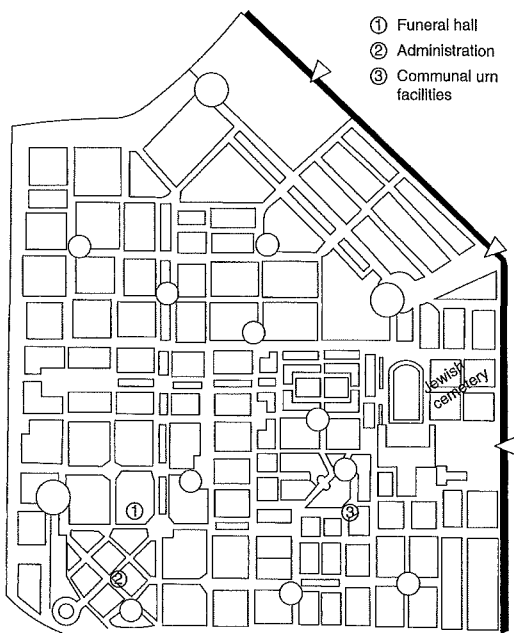 ① Funeral hall
② Administration
③ Communal urn
facilities
Jewish
cemetery
①
③
②